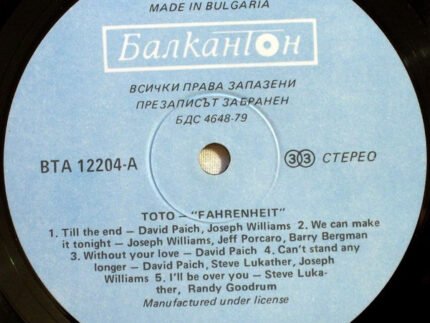 MADE IN BULGARIA
Балкантон
ВСИЧКИ ПРАВА ЗАПАЗЕНИ
ПРЕЗАПИСЪТ ЗАБРАНЕН
БДС 4648-79
ВТА 12204-А
33 СТЕРЕО
TOTO — "FAHRENHEIT"
1. Till the end — David Paich, Joseph Williams 2. We can make
it tonight — Joseph Williams, Jeff Porcaro, Barry Bergman
3. Without your love — David Paich 4. Can't stand any
longer — David Paich, Steve Lukather, Joseph
Williams 5. I'll be over you — Steve Luka-
ther, Randy Goodrum
Manufactured under license